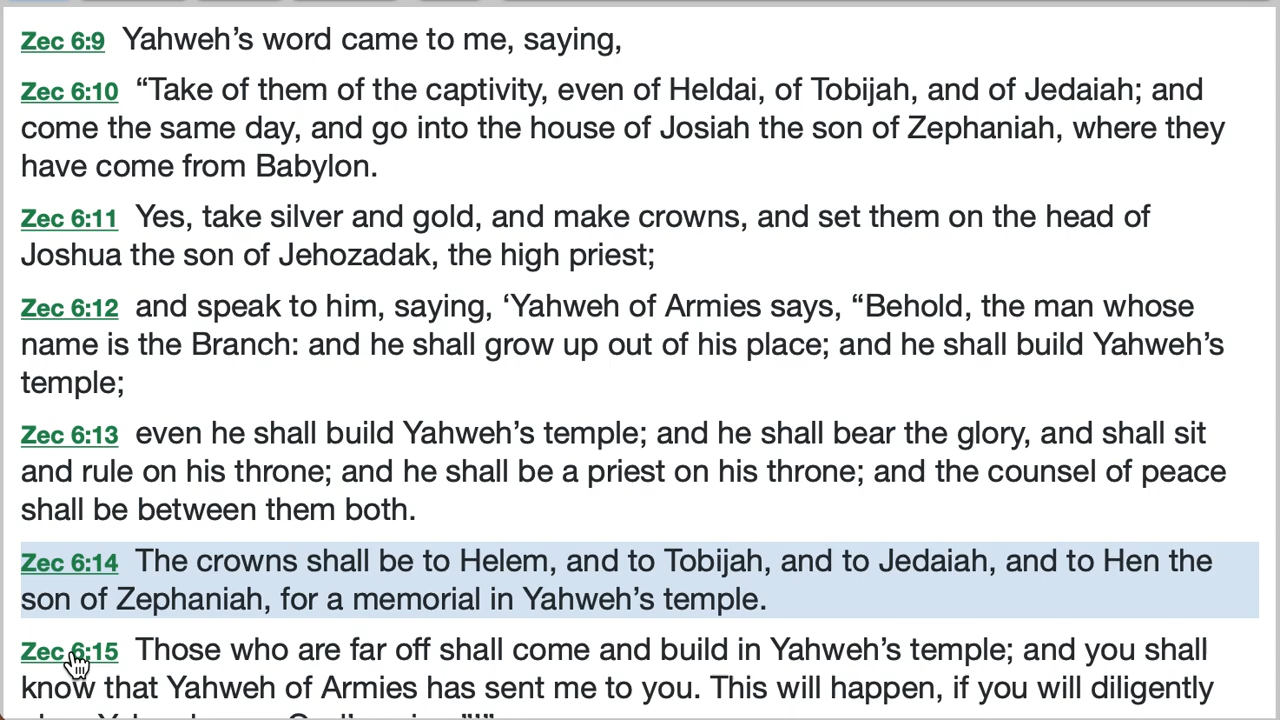 Zec 6:9 Yahweh’s word came to me, saying,
Zec 6:10 “Take of them of the captivity, even of Heldai, of Tobijah, and of Jedaiah; and
come the same day, and go into the house of Josiah the son of Zephaniah, where they
have come from Babylon.
Zec 6:11 Yes, take silver and gold, and make crowns, and set them on the head of
Joshua the son of Jehozadak, the high priest;
Zec 6:12 and speak to him, saying, ‘Yahweh of Armies says, “Behold, the man whose
name is the Branch: and he shall grow up out of his place; and he shall build Yahweh’s
temple;
Zec 6:13 even he shall build Yahweh’s temple; and he shall bear the glory, and shall sit
and rule on his throne; and he shall be a priest on his throne; and the counsel of peace
shall be between them both.
Zec 6:14 The crowns shall be to Helem, and to Tobijah, and to Jedaiah, and to Hen the
son of Zephaniah, for a memorial in Yahweh’s temple.
Zec 6:15 Those who are far off shall come and build in Yahweh’s temple; and you shall
know that Yahweh of Armies has sent me to you. This will happen, if you will diligently